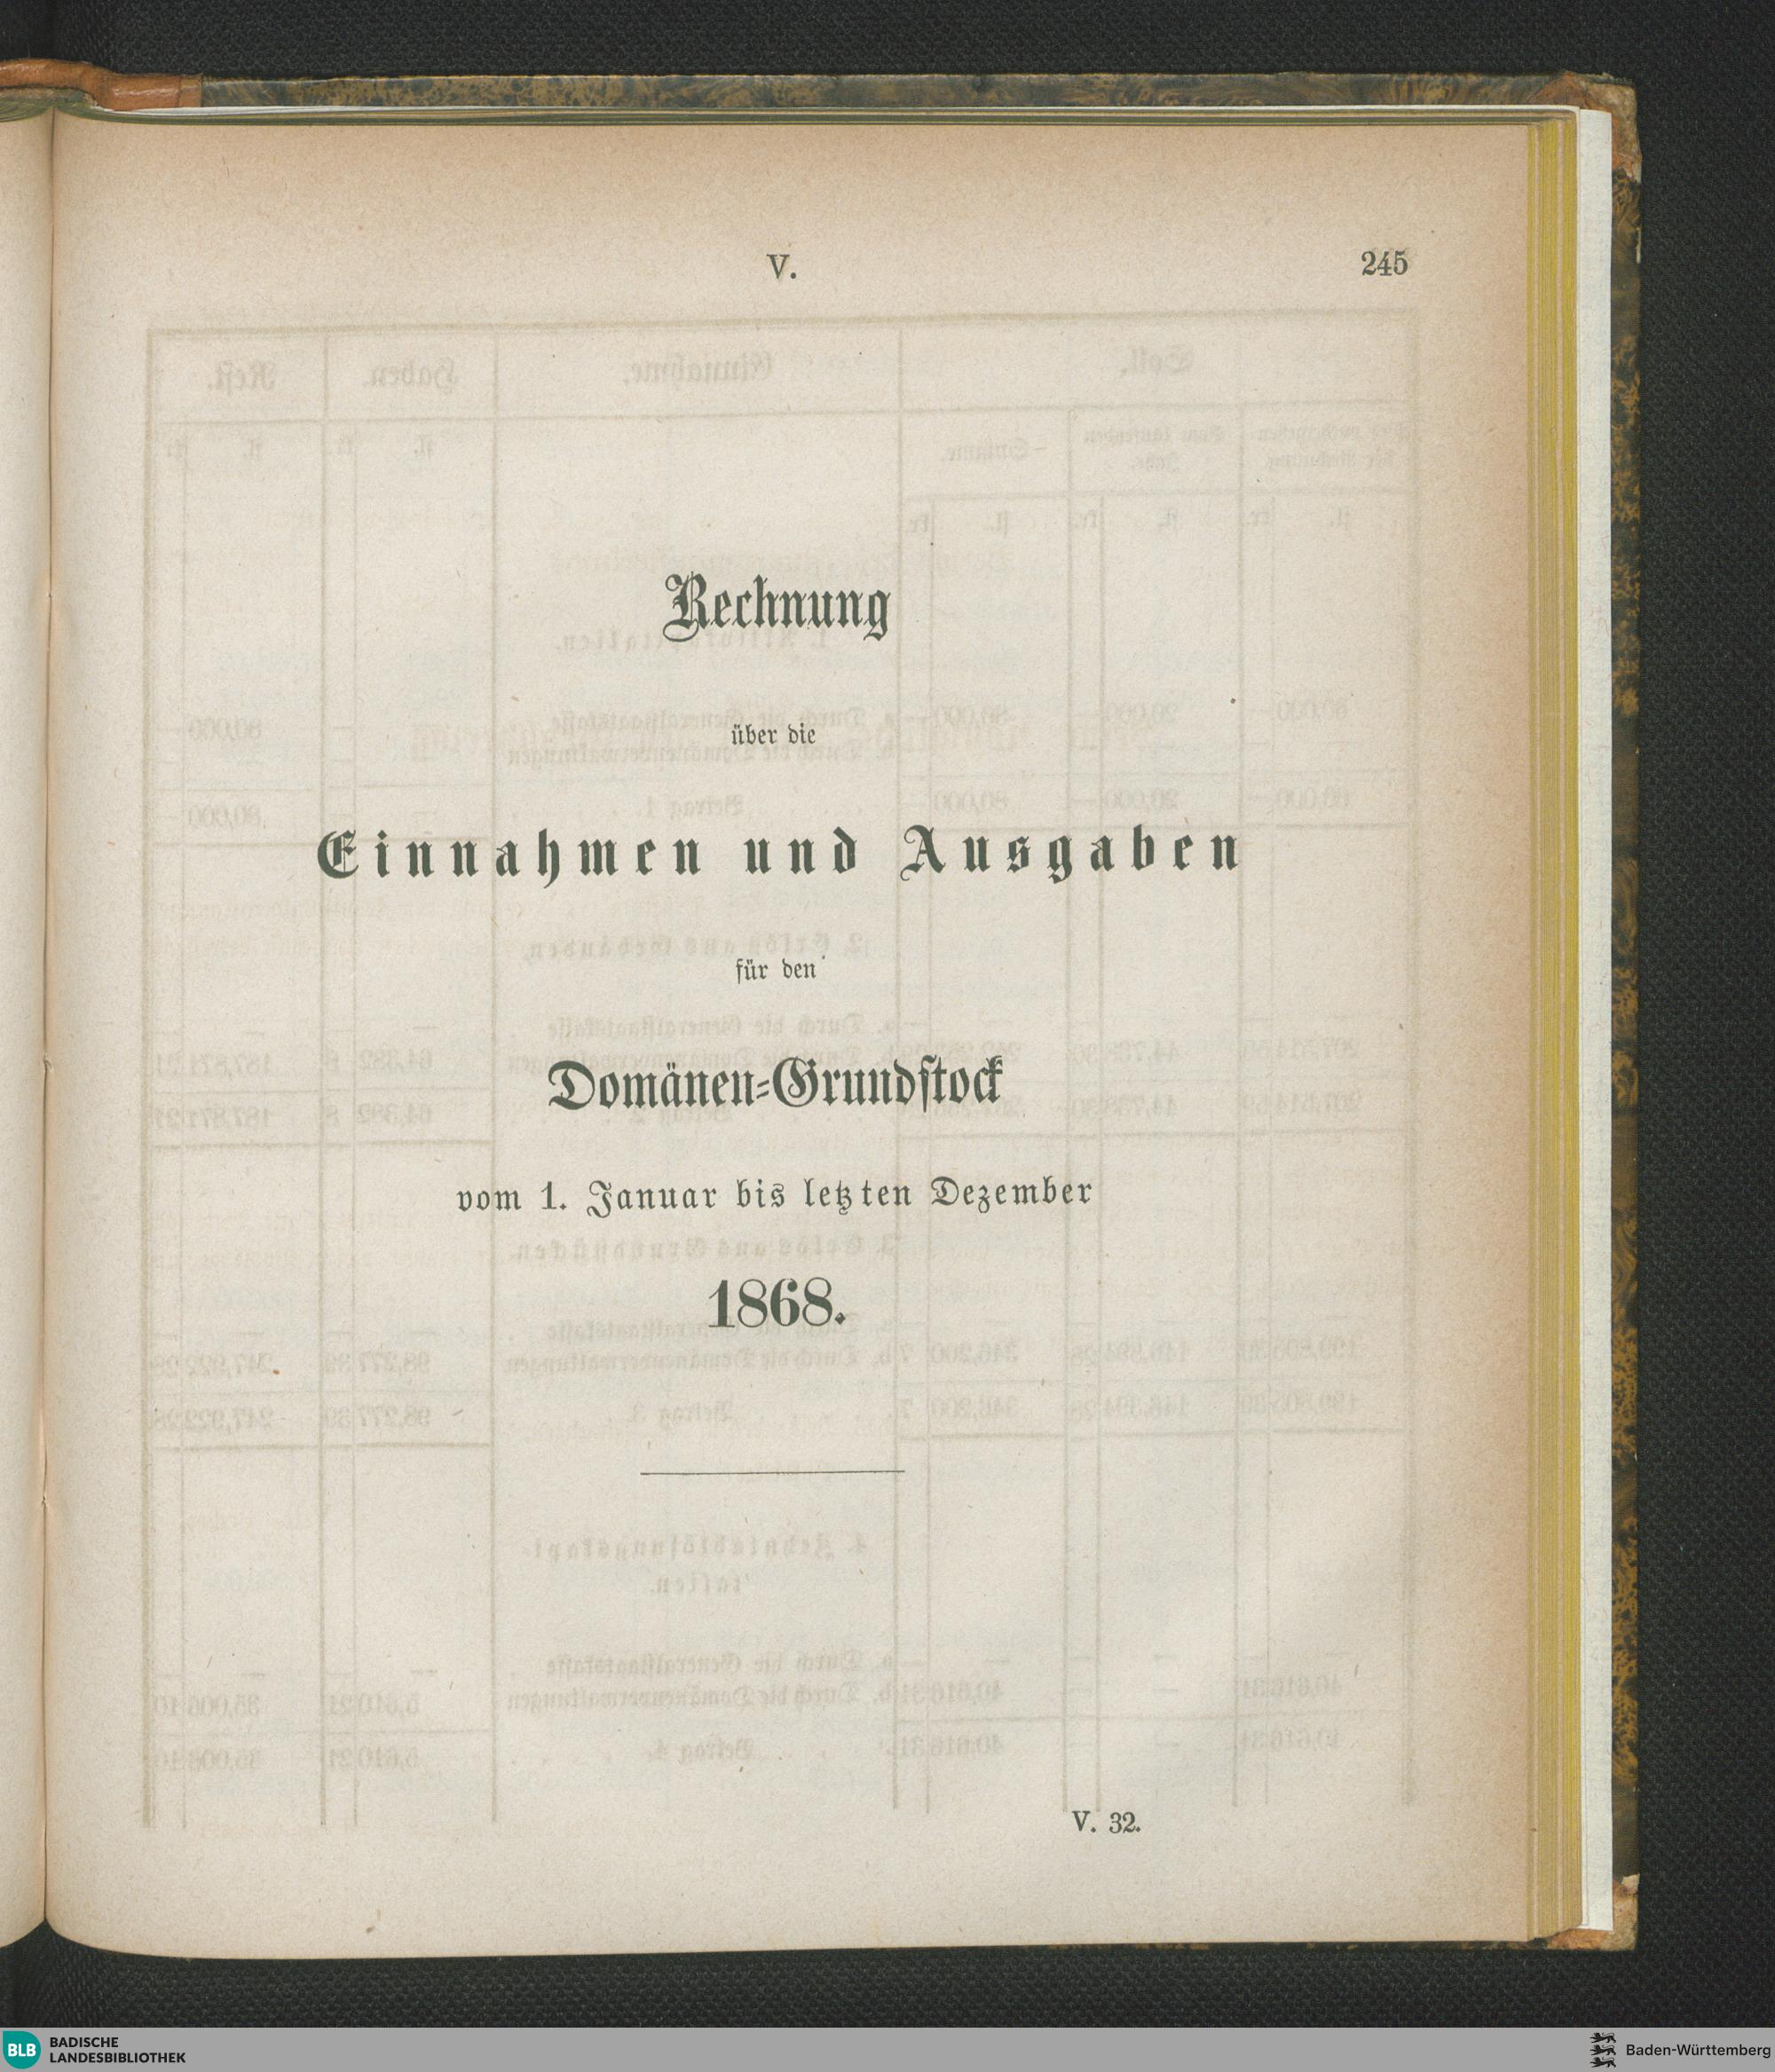 V.
245
Rechnung
über die
Einnahmen und Ausgaben
für den
Domänen-Grundstock
vom 1. Januar bis letzten Dezember
1868.
V. 32.
BLB
BADISCHE
LANDESBIBLIOTHEK
Baden-Württemberg